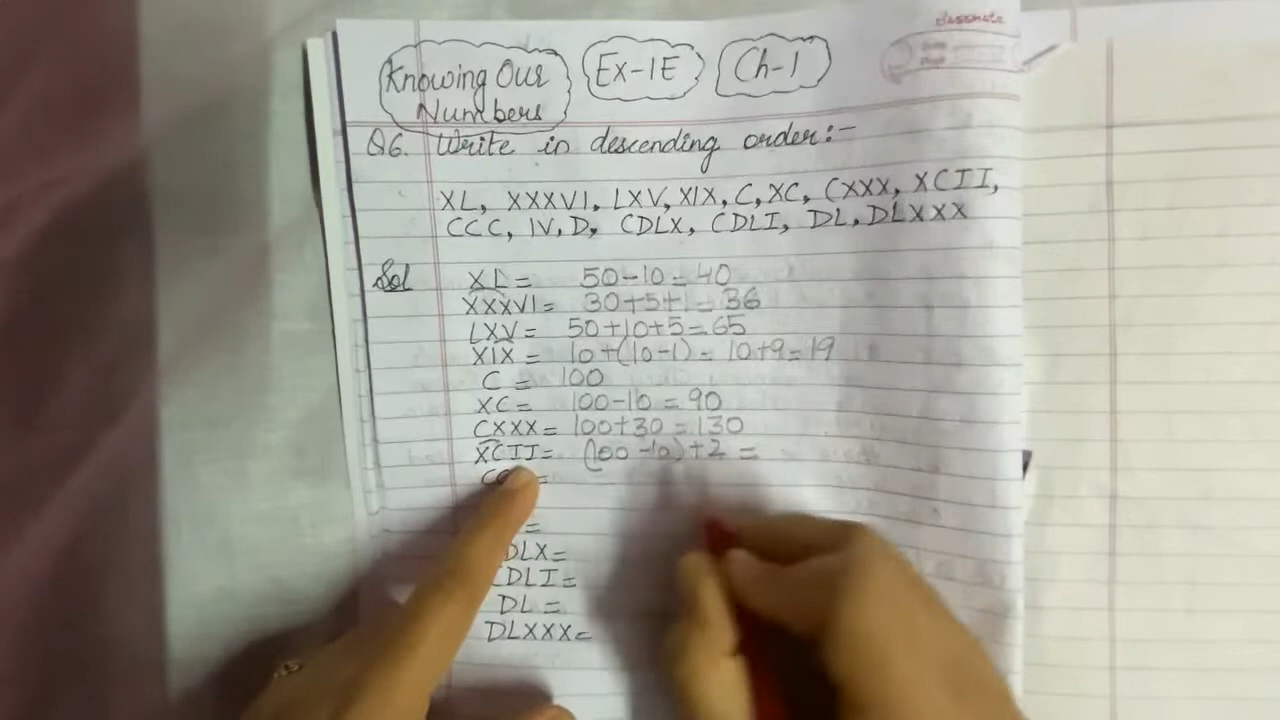 classmate
Knowing Our Numbers
Ex-1E
Ch-1
Q6. Write in descending order:-
XL, XXXVI, LXV, XIX, C, XC, CXXX, XCII,
CCC, IV, D, CDLX, CDLI, DL, DLXXX
Sol
XL = 50-10=40
XXXVI = 30+5+1=36
LXV = 50+10+5=65
XIX = 10+(10-1)= 10+9=19
C = 100
XC = 100-10=90
CXXX = 100+30=130
XCII = (100-10)+2 =
=
=
DLX =
CDLI =
DL =
DLXXX=